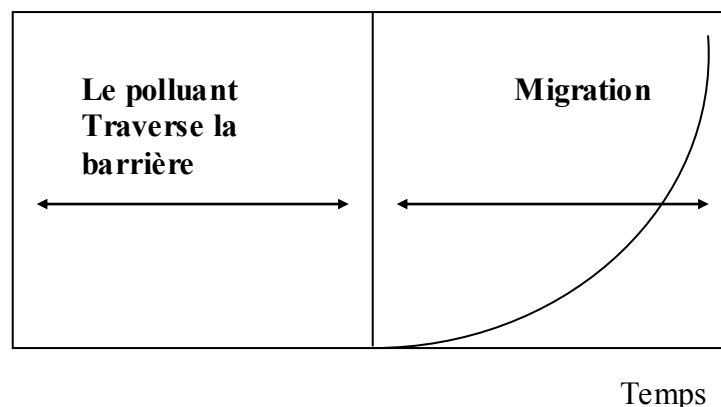 Le polluant
Traverse la
barrière
Migration
Temps